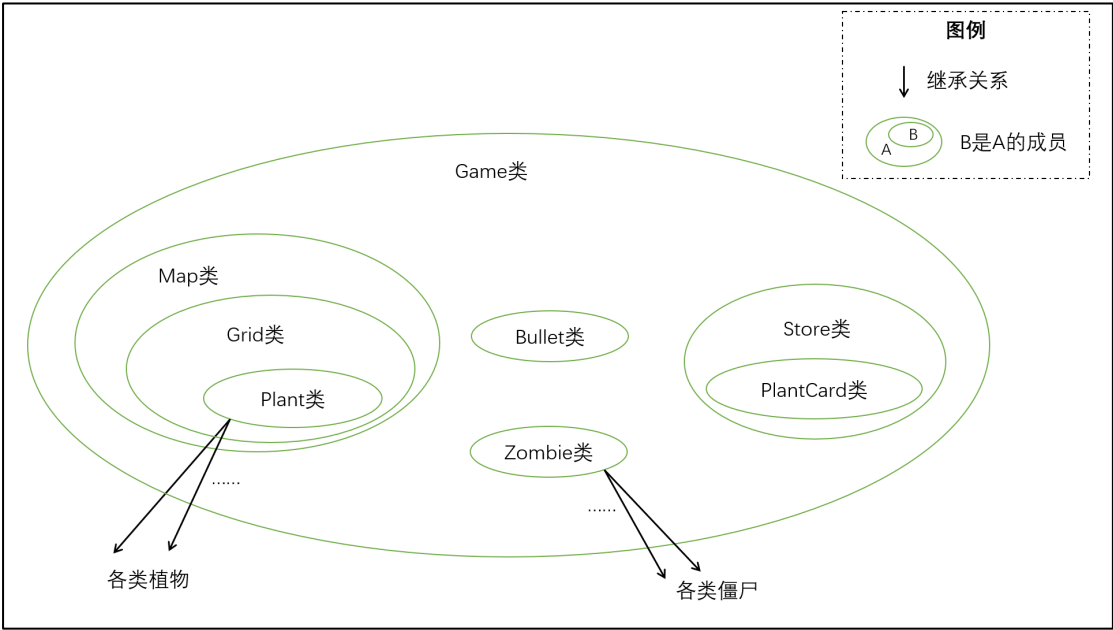 图例
继承关系
A
B
B是A的成员
Game类
Map类
Grid类
Plant类
Bullet类
Store类
PlantCard类
Zombie类
……
……
各类植物
各类僵尸